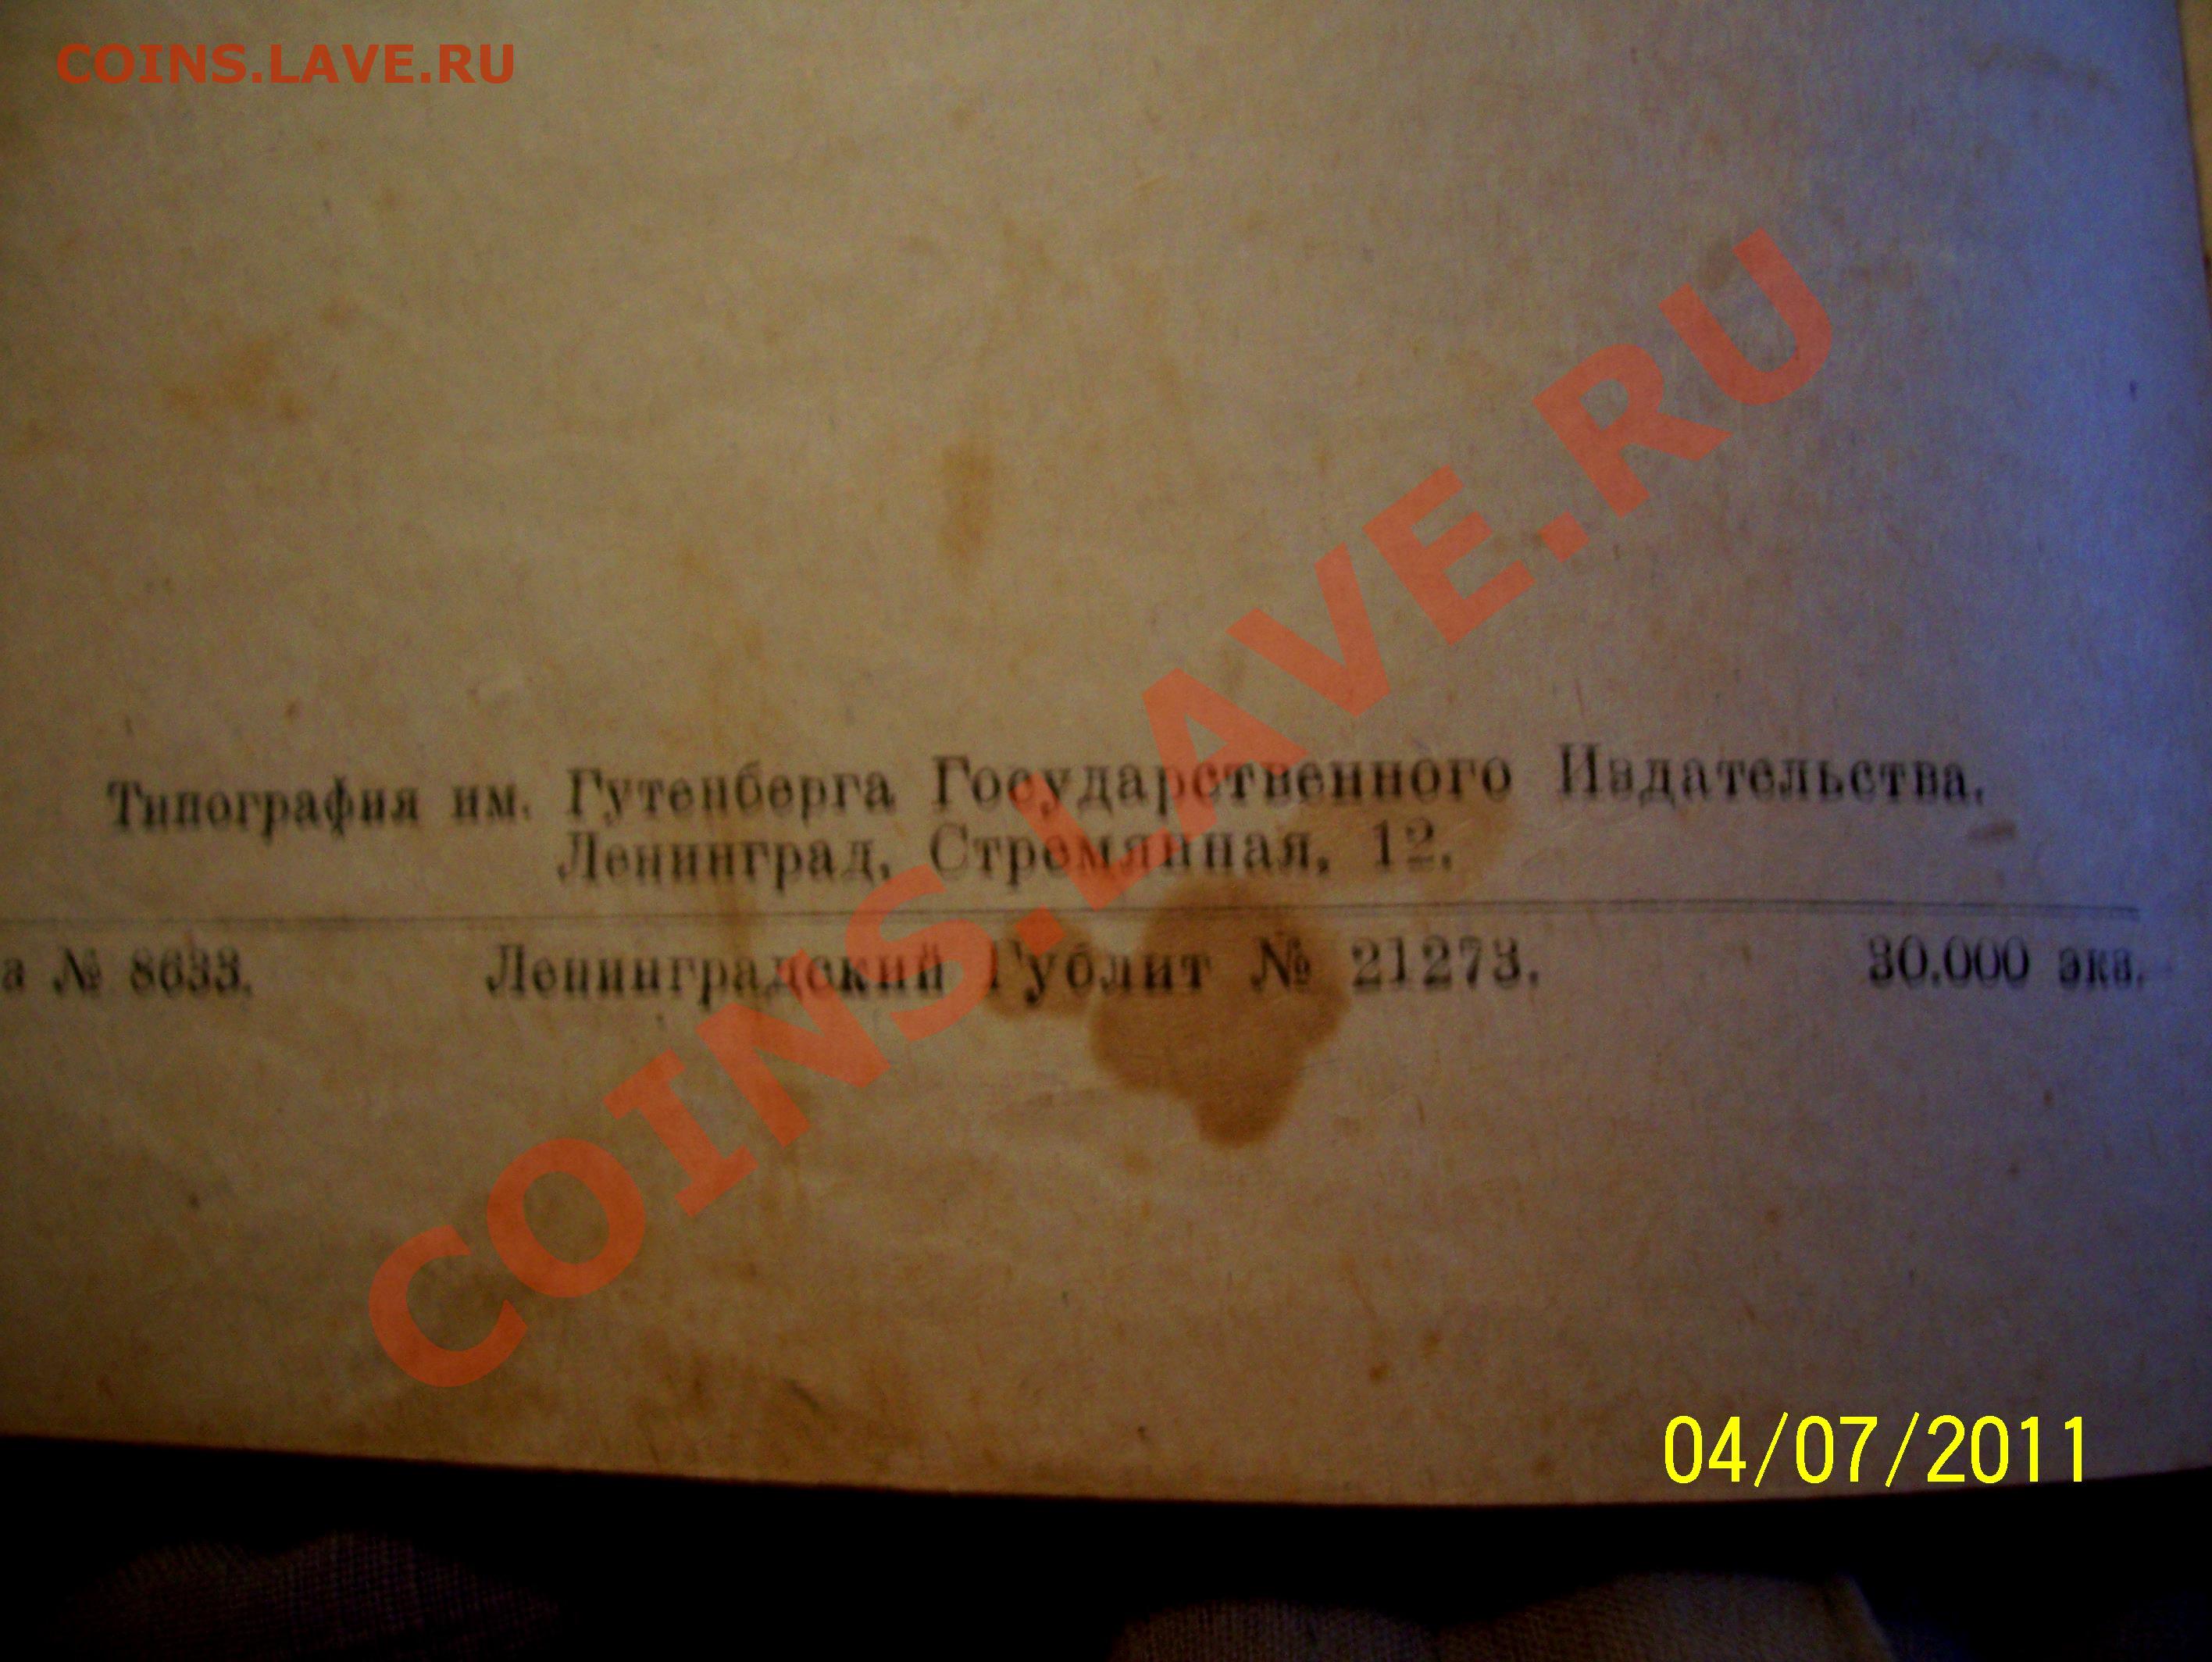 COINS.LAVE.RU
Типография им. Гутенберга Государственного Издательства.
Ленинград, Стремянная, 12.
а № 8633. Ленинградский Гублит № 21273. 30.000 экз.
COINS.LAVE.RU
04/07/2011